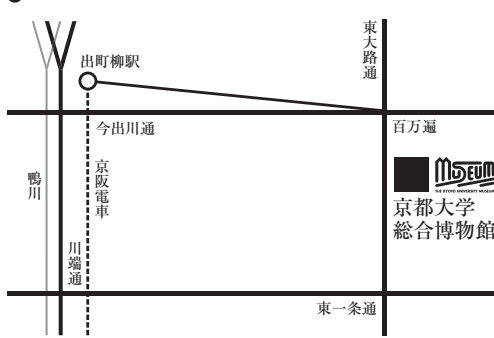 東大路通
出町柳駅
今出川通
百万遍
京阪電車
鴨川
MUSEUM
THE KYOTO UNIVERSITY MUSEUM
京都大学
総合博物館
川端通
東一条通